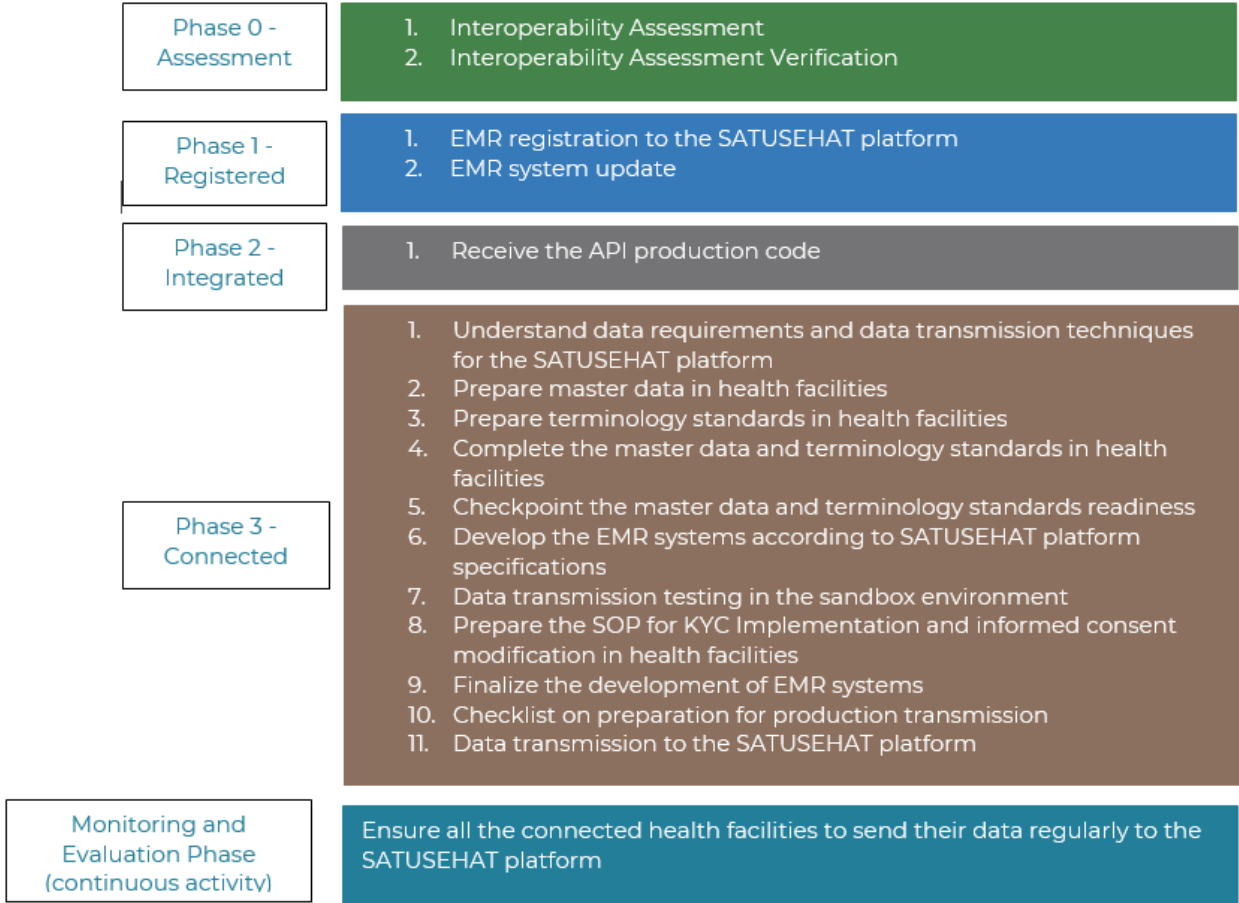 Phase 0 -
Assessment
1. Interoperability Assessment
2. Interoperability Assessment Verification
Phase 1 -
Registered
1. EMR registration to the SATUSEHAT platform
2. EMR system update
Phase 2 -
Integrated
1. Receive the API production code
Phase 3 -
Connected
1. Understand data requirements and data transmission techniques
for the SATUSEHAT platform
2. Prepare master data in health facilities
3. Prepare terminology standards in health facilities
4. Complete the master data and terminology standards in health
facilities
5. Checkpoint the master data and terminology standards readiness
6. Develop the EMR systems according to SATUSEHAT platform
specifications
7. Data transmission testing in the sandbox environment
8. Prepare the SOP for KYC Implementation and informed consent
modification in health facilities
9. Finalize the development of EMR systems
10. Checklist on preparation for production transmission
11. Data transmission to the SATUSEHAT platform
Monitoring and
Evaluation Phase
(continuous activity)
Ensure all the connected health facilities to send their data regularly to the
SATUSEHAT platform